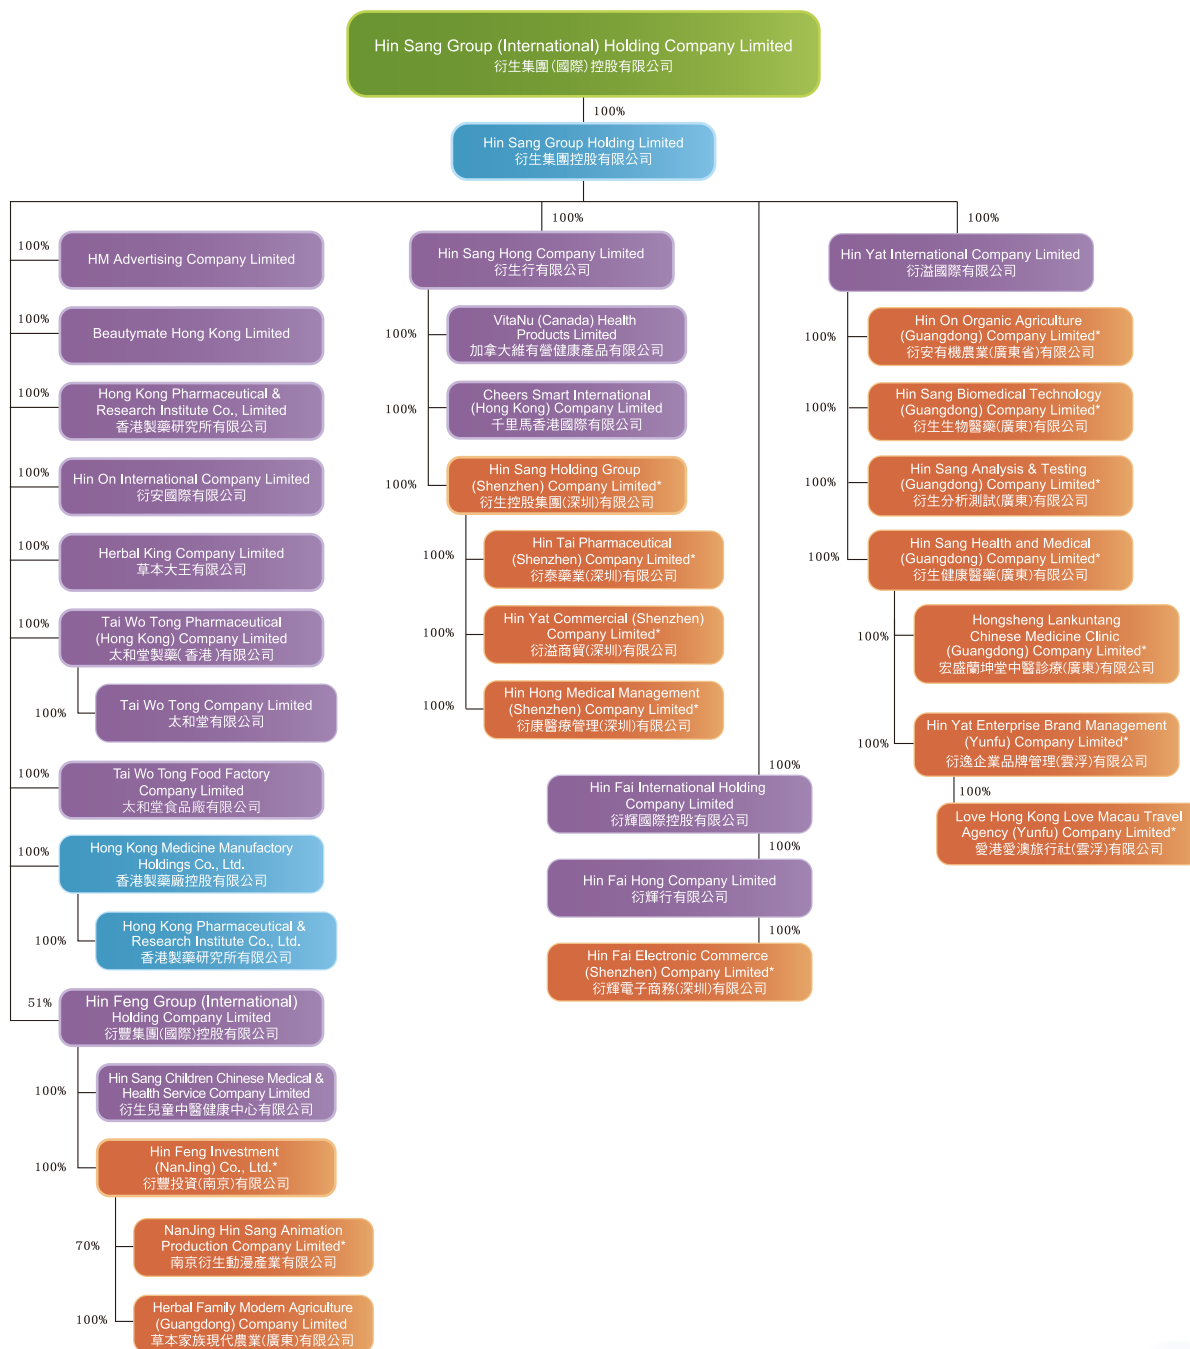 Hin Sang Group (International) Holding Company Limited
衍生集團(國際)控股有限公司
100%
Hin Sang Group Holding Limited
衍生集團控股有限公司
100%
HM Advertising Company Limited
100%
Beautymate Hong Kong Limited
100%
Hong Kong Pharmaceutical &
Research Institute Co., Limited
香港製藥研究所有限公司
100%
Hin On International Company Limited
衍安國際有限公司
100%
Herbal King Company Limited
草本大王有限公司
100%
Tai Wo Tong Pharmaceutical
(Hong Kong) Company Limited
太和堂製藥(香港)有限公司
100%
Tai Wo Tong Company Limited
太和堂有限公司
100%
Tai Wo Tong Food Factory
Company Limited
太和堂食品廠有限公司
100%
Hong Kong Medicine Manufactory
Holdings Co., Ltd.
香港製藥廠控股有限公司
100%
Hong Kong Pharmaceutical &
Research Institute Co., Ltd.
香港製藥研究所有限公司
51%
Hin Feng Group (International)
Holding Company Limited
衍豐集團(國際)控股有限公司
100%
Hin Sang Children Chinese Medical &
Health Service Company Limited
衍生兒童中醫健康中心有限公司
100%
Hin Feng Investment
(NanJing) Co., Ltd.*
衍豐投資(南京)有限公司
70%
NanJing Hin Sang Animation
Production Company Limited*
南京衍生動漫產業有限公司
100%
Herbal Family Modern Agriculture
(Guangdong) Company Limited
草本家族現代農業(廣東)有限公司
100%
Hin Sang Hong Company Limited
衍生行有限公司
100%
VitaNu (Canada) Health
Products Limited
加拿大維有營健康產品有限公司
100%
Cheers Smart International
(Hong Kong) Company Limited
千里馬香港國際有限公司
100%
Hin Sang Holding Group
(Shenzhen) Company Limited*
衍生控股集團(深圳)有限公司
100%
Hin Tai Pharmaceutical
(Shenzhen) Company Limited*
衍泰藥業(深圳)有限公司
100%
Hin Yat Commercial (Shenzhen)
Company Limited*
衍溢商貿(深圳)有限公司
100%
Hin Hong Medical Management
(Shenzhen) Company Limited*
衍康醫療管理(深圳)有限公司
100%
Hin Fai International Holding
Company Limited
衍輝國際控股有限公司
100%
Hin Fai Hong Company Limited
衍輝行有限公司
100%
Hin Fai Electronic Commerce
(Shenzhen) Company Limited*
衍輝電子商務(深圳)有限公司
100%
Hin Yat International Company Limited
衍溢國際有限公司
100%
Hin On Organic Agriculture
(Guangdong) Company Limited*
衍安有機農業(廣東省)有限公司
100%
Hin Sang Biomedical Technology
(Guangdong) Company Limited*
衍生生物醫藥(廣東)有限公司
Hin Sang Analysis & Testing
(Guangdong) Company Limited*
衍生分析測試(廣東)有限公司
100%
100%
Hin Sang Health and Medical
(Guangdong) Company Limited*
衍生健康醫藥(廣東)有限公司
100%
Hongsheng Lankuntang
Chinese Medicine Clinic
(Guangdong) Company Limited*
宏盛蘭坤堂中醫診療(廣東)有限公司
100%
Hin Yat Enterprise Brand Management
(Yunfu) Company Limited*
衍逸企業品牌管理(雲浮)有限公司
100%
Love Hong Kong Love Macau Travel
Agency (Yunfu) Company Limited*
愛港愛澳旅行社(雲浮)有限公司